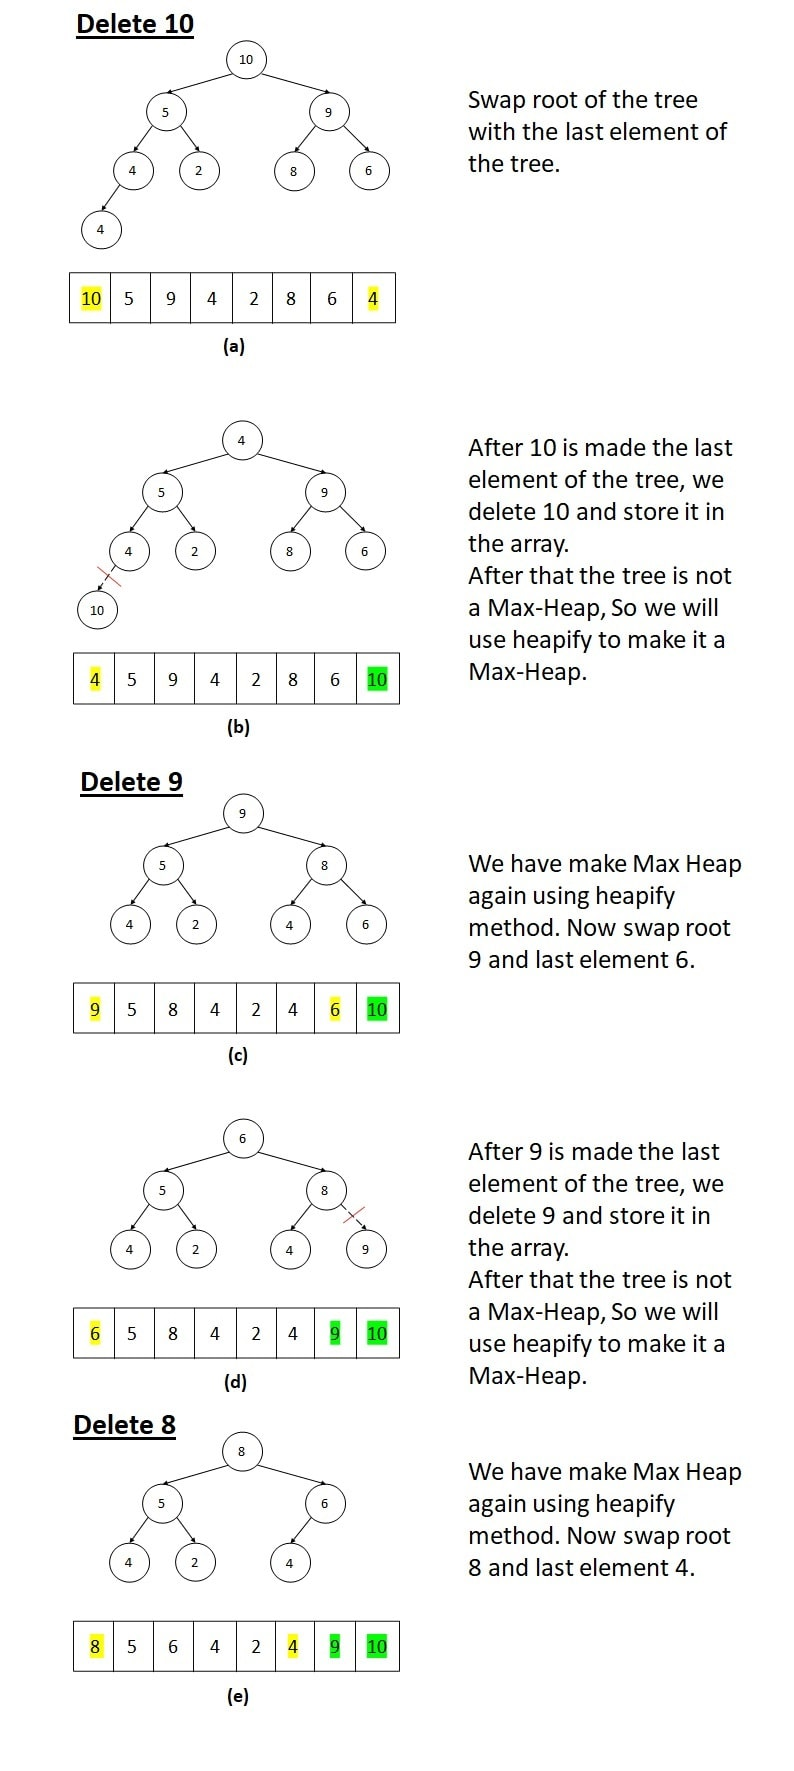 Delete 10
10
5
9
4
2
8
6
4
Swap root of the tree
with the last element of
the tree.
10 5 9 4 2 8 6 4
(a)
4
5
9
4
2
8
6
10
After 10 is made the last
element of the tree, we
delete 10 and store it in
the array.
After that the tree is not
a Max-Heap, So we will
use heapify to make it a
Max-Heap.
4 5 9 4 2 8 6 10
(b)
Delete 9
9
5
8
4
2
4
6
We have make Max Heap
again using heapify
method. Now swap root
9 and last element 6.
9 5 8 4 2 4 6 10
(c)
6
5
8
4
2
4
9
After 9 is made the last
element of the tree, we
delete 9 and store it in
the array.
After that the tree is not
a Max-Heap, So we will
use heapify to make it a
Max-Heap.
6 5 8 4 2 4 9 10
(d)
Delete 8
8
5
6
4
2
4
We have make Max Heap
again using heapify
method. Now swap root
8 and last element 4.
8 5 6 4 2 4 9 10
(e)